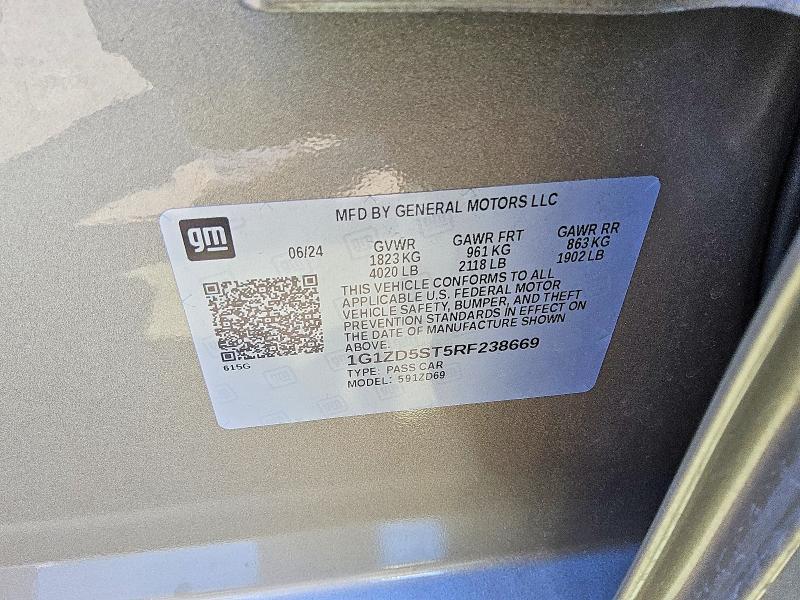 MFD BY GENERAL MOTORS LLC
gm
06/24 GVWR GAWR FRT GAWR RR
1823 KG 961 KG 863 KG
4020 LB 2118 LB 1902 LB
THIS VEHICLE CONFORMS TO ALL
APPLICABLE U.S. FEDERAL MOTOR
VEHICLE SAFETY, BUMPER, AND THEFT
PREVENTION STANDARDS IN EFFECT ON
THE DATE OF MANUFACTURE SHOWN
ABOVE.
1G1ZD5ST5RF238669
TYPE: PASS CAR
MODEL: 591ZD69
615G